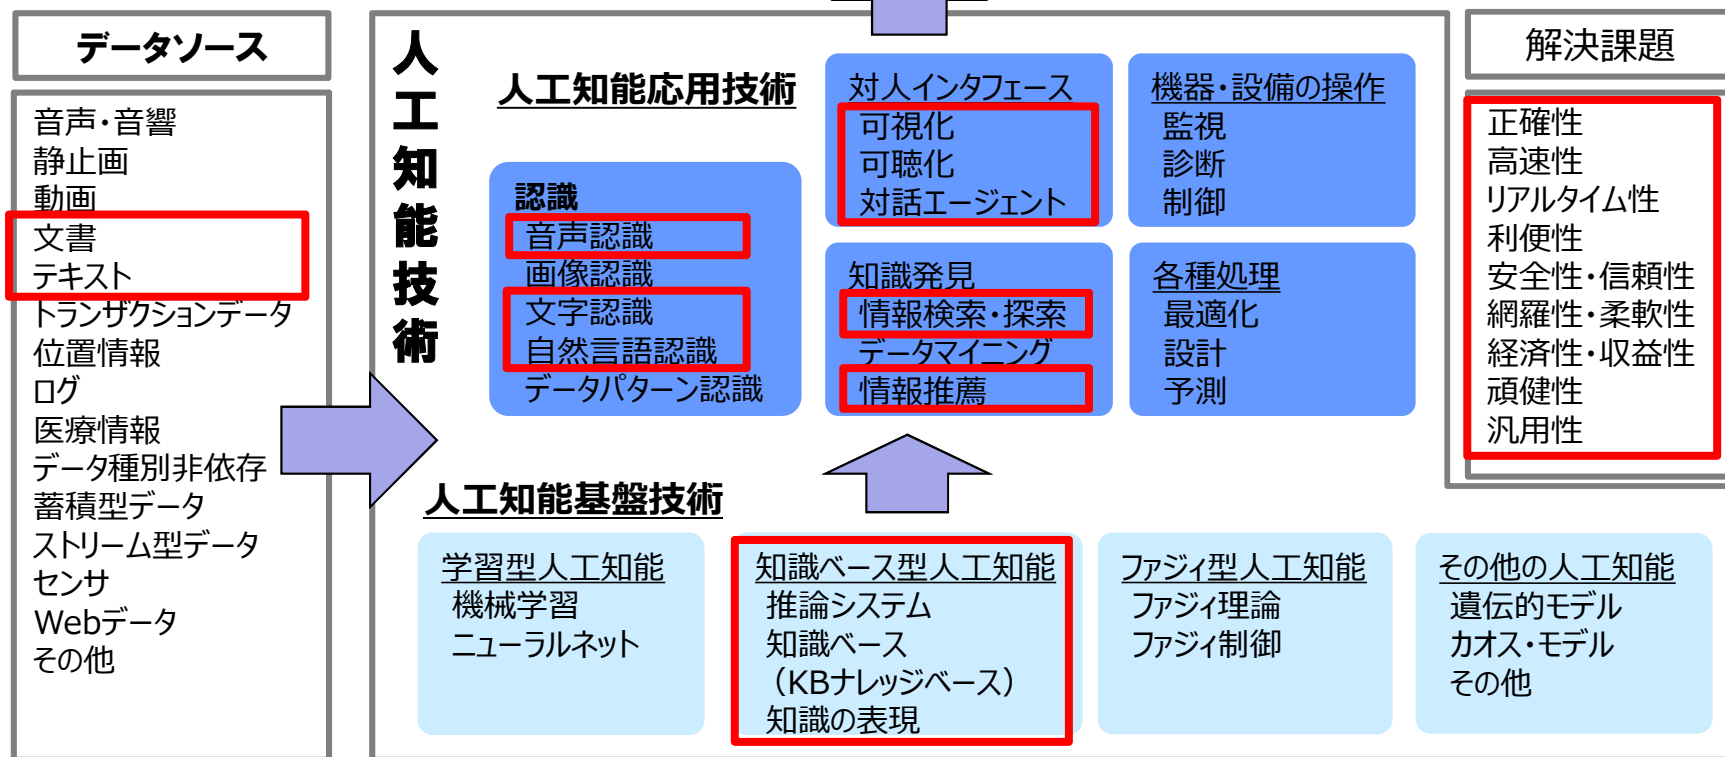 データソース
音声・音響
静止画
動画
文書
テキスト
トランザクションデータ
位置情報
ログ
医療情報
データ種別非依存
蓄積型データ
ストリーム型データ
センサ
Webデータ
その他
人工知能技術
人工知能応用技術
認識
音声認識
画像認識
文字認識
自然言語認識
データパターン認識
対人インタフェース
可視化
可聴化
対話エージェント
機器・設備の操作
監視
診断
制御
知識発見
情報検索・探索
データマイニング
情報推薦
各種処理
最適化
設計
予測
人工知能基盤技術
学習型人工知能
機械学習
ニューラルネット
知識ベース型人工知能
推論システム
知識ベース
（KBナレッジベース）
知識の表現
ファジィ型人工知能
ファジィ理論
ファジィ制御
その他の人工知能
遺伝的モデル
カオス・モデル
その他
解決課題
正確性
高速性
リアルタイム性
利便性
安全性・信頼性
網羅性・柔軟性
経済性・収益性
頑健性
汎用性